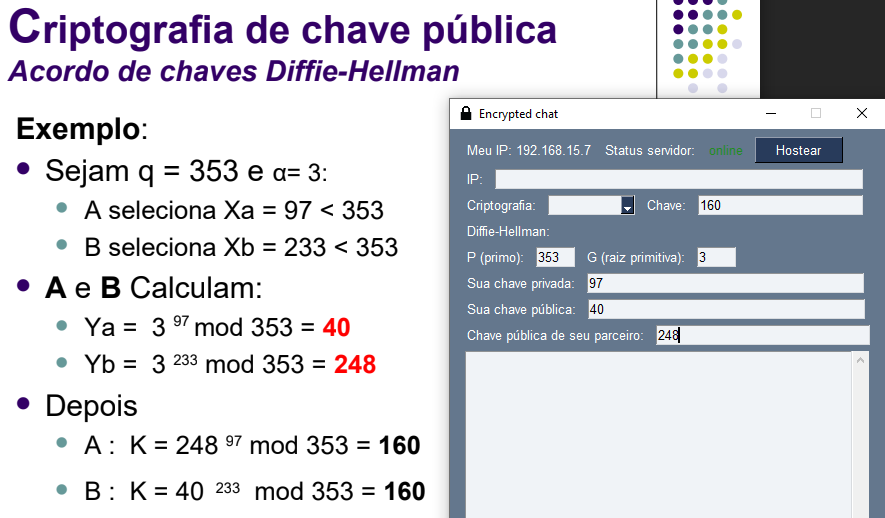 Criptografia de chave pública
Acordo de chaves Diffie-Hellman
Exemplo:
Sejam q = 353 e α= 3:
A seleciona Xa = 97 < 353
B seleciona Xb = 233 < 353
A e B Calculam:
Ya = 3 97 mod 353 = 40
Yb = 3 233 mod 353 = 248
Depois
A : K = 248 97 mod 353 = 160
B : K = 40 233 mod 353 = 160
Encrypted chat
Meu IP: 192.168.15.7 Status servidor: online Hostear
IP:
Criptografia: Chave: 160
Diffie-Hellman:
P (primo): 353 G (raiz primitiva): 3
Sua chave privada: 97
Sua chave pública: 40
Chave pública de seu parceiro: 248